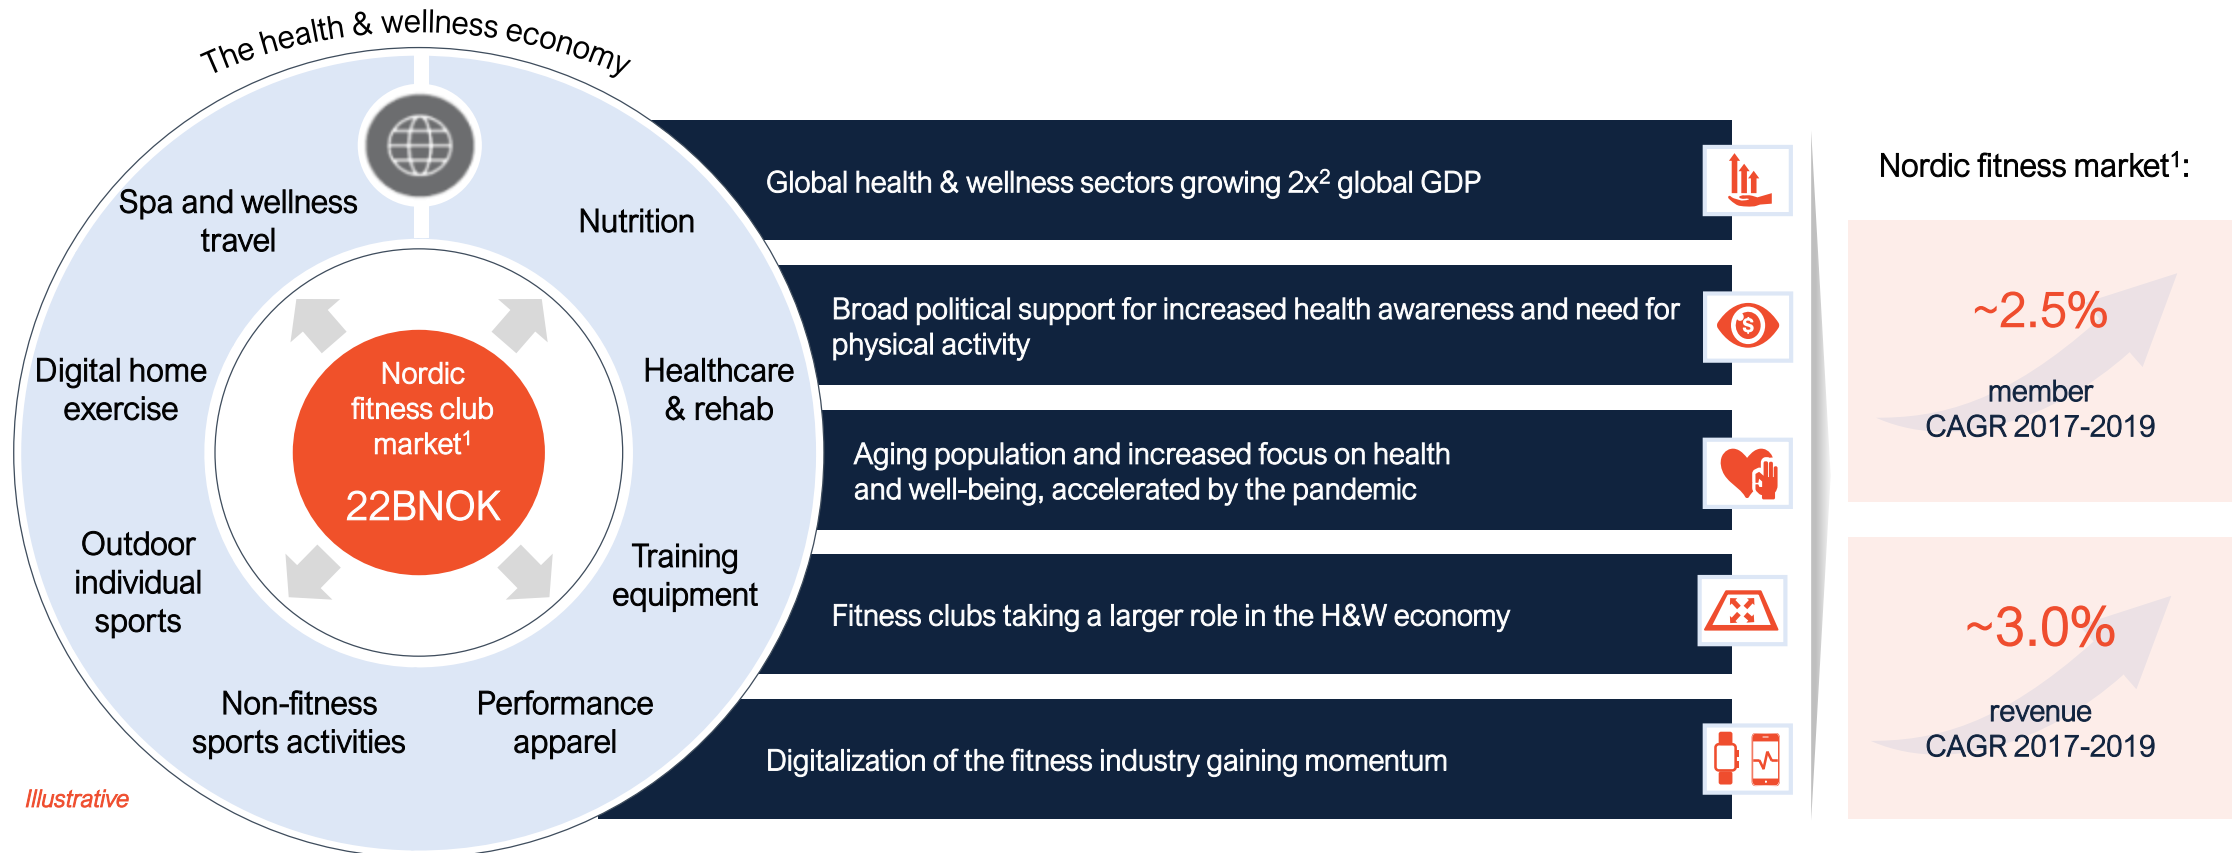 The health & wellness economy
Spa and wellness
travel
Nutrition
Digital home
exercise
Healthcare
& rehab
Nordic
fitness club
market¹
22BNOK
Outdoor
individual
sports
Training
equipment
Non-fitness
sports activities
Performance
apparel
Illustrative
Global health & wellness sectors growing 2x² global GDP
Broad political support for increased health awareness and need for
physical activity
$
Aging population and increased focus on health
and well-being, accelerated by the pandemic
Fitness clubs taking a larger role in the H&W economy
Digitalization of the fitness industry gaining momentum
Nordic fitness market¹:
~2.5%
member
CAGR 2017-2019
~3.0%
revenue
CAGR 2017-2019